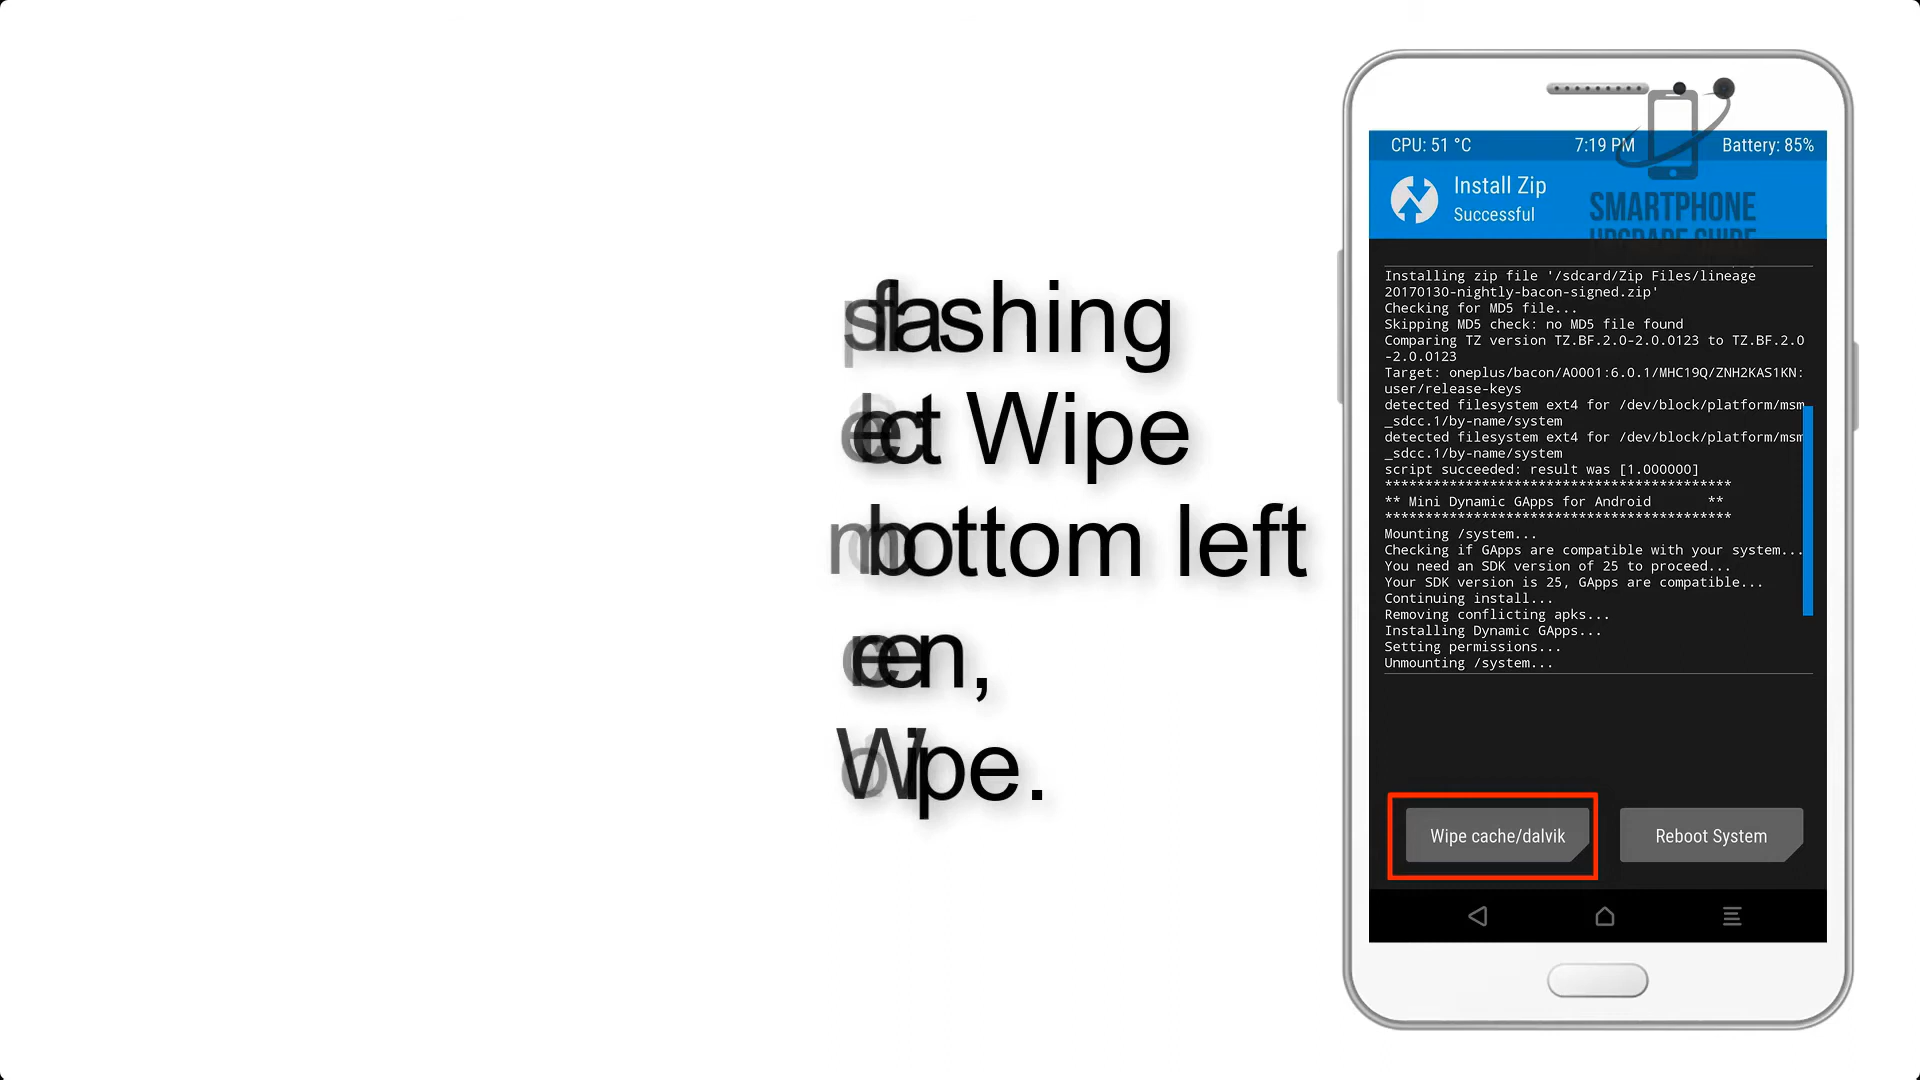 flashing
Wipe
bottom left
Wipe.
CPU: 51 °C 7:19 PM Battery: 85%
Install Zip
Successful
SMARTPHONE
UPGRADE GUIDE
Installing zip file '/sdcard/Zip Files/lineage
20170130-nightly-bacon-signed.zip'
Checking for MD5 file...
Skipping MD5 check: no MD5 file found
Comparing TZ version TZ.BF.2.0-2.0.0123 to TZ.BF.2.0
-2.0.0123
Target: oneplus/bacon/A0001:6.0.1/MHC19Q/ZNH2KAS1KN:
user/release-keys
detected filesystem ext4 for /dev/block/platform/msm
_sdcc.1/by-name/system
detected filesystem ext4 for /dev/block/platform/msm
_sdcc.1/by-name/system
script succeeded: result was [1.000000]
*******************************************
** Mini Dynamic GApps for Android **
*******************************************
Mounting /system...
Checking if GApps are compatible with your system...
You need an SDK version of 25 to proceed...
Your SDK version is 25, GApps are compatible...
Continuing install...
Removing conflicting apks...
Installing Dynamic GApps...
Setting permissions...
Unmounting /system...
Wipe cache/dalvik Reboot System